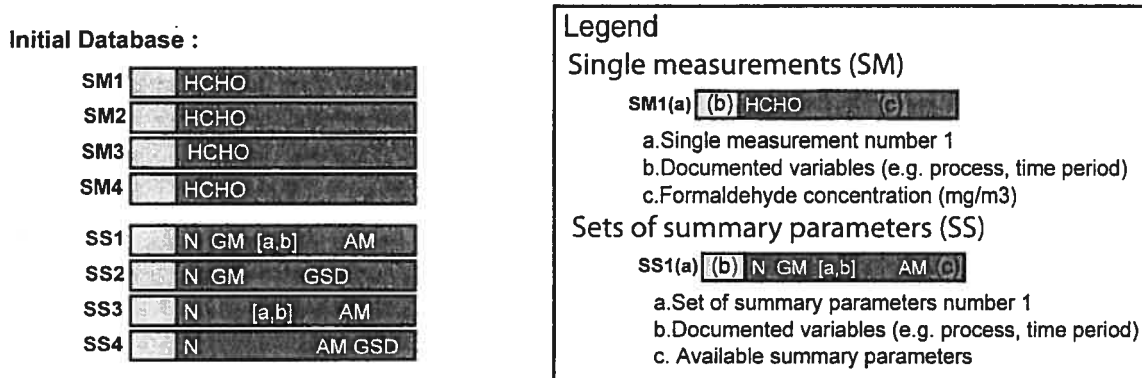 Initial Database :
SM1 HCHO
SM2 HCHO
SM3 HCHO
SM4 HCHO
SS1 N GM [a,b] AM
SS2 N GM GSD
SS3 N [a,b] AM
SS4 N AM GSD
Legend
Single measurements (SM)
SM1(a) (b) HCHO (c)
a.Single measurement number 1
b.Documented variables (e.g. process, time period)
c.Formaldehyde concentration (mg/m3)
Sets of summary parameters (SS)
SS1(a) (b) N GM [a,b] AM (c)
a.Set of summary parameters number 1
b.Documented variables (e.g. process, time period)
c. Available summary parameters